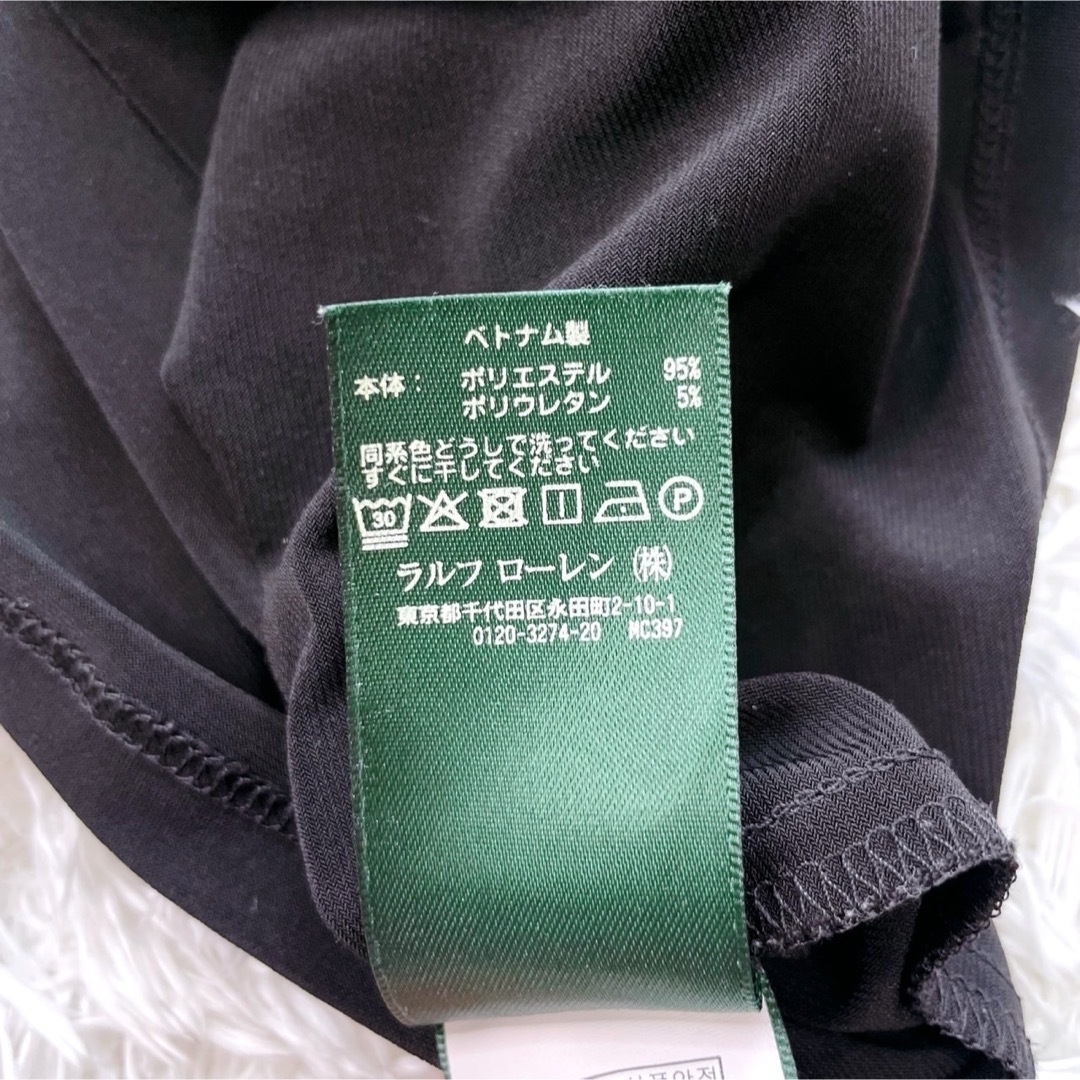 ベトナム製
本体： ポリエステル 95%
ポリウレタン 5%
同系色どうしで洗ってください
すぐに干してください
30 P
ラルフ ローレン（株）
東京都千代田区永田町2-10-1
0120-3274-20 MC397